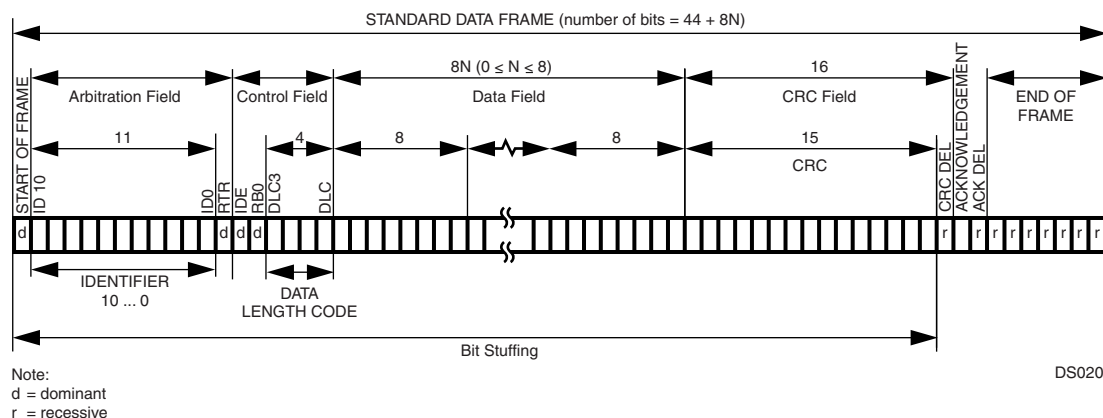 STANDARD DATA FRAME (number of bits = 44 + 8N)
8N (0 ≤ N ≤ 8)
16
Arbitration Field
Control Field
Data Field
CRC Field
END OF
FRAME
11
4
8
8
15
CRC
START OF FRAME
ID 10
ID0
RTR
IDE
RB0
DLC3
DLC
CRC DEL
ACKNOWLEDGEMENT
ACK DEL
d d d d r r r r r r r r r
IDENTIFIER
10 ... 0
DATA
LENGTH CODE
Bit Stuffing
Note:
d = dominant
r = recessive
DS020